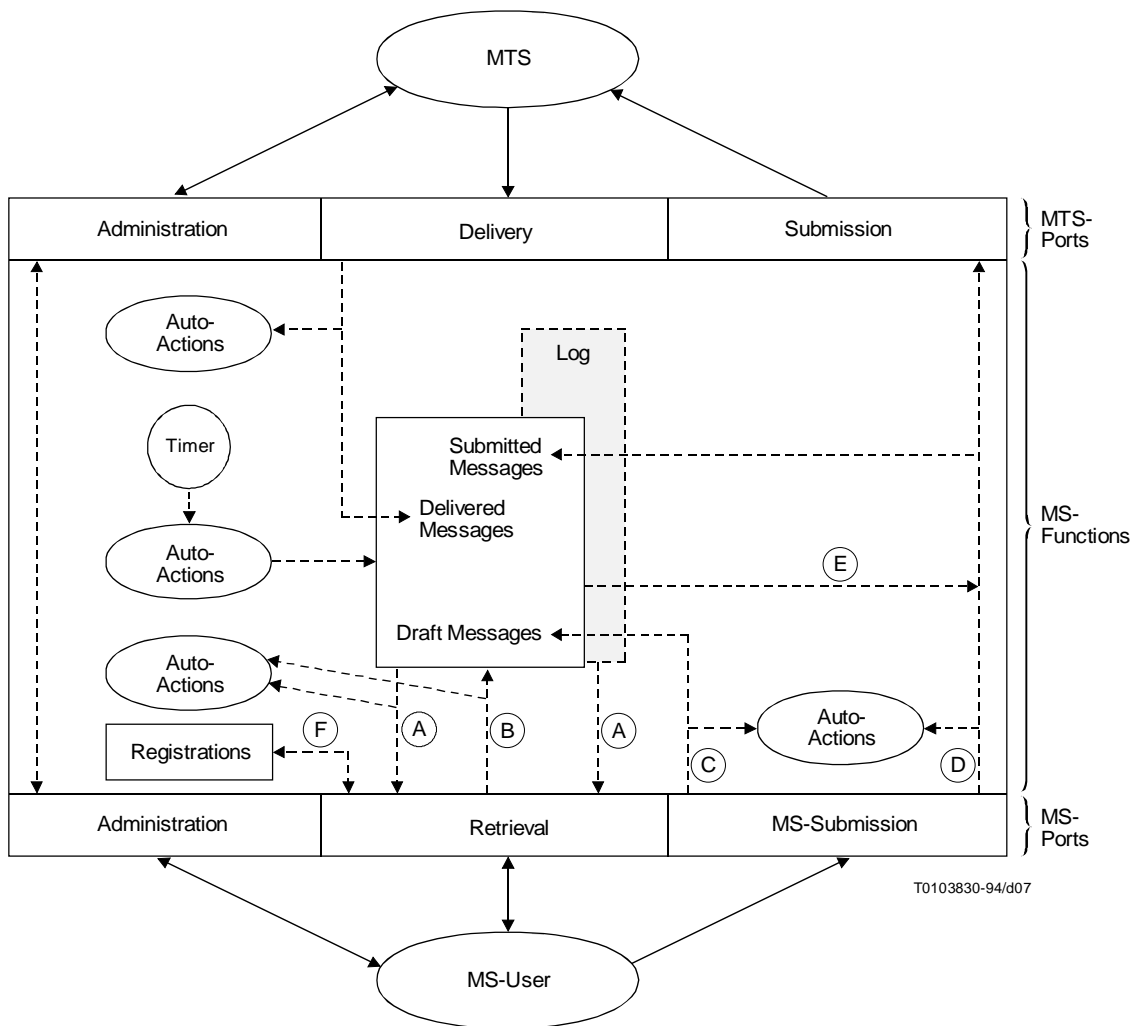 MTS
Administration
Delivery
Submission
MTS-
Ports
Auto-
Actions
Log
Timer
Submitted
Messages
Delivered
Messages
MS-
Functions
Auto-
Actions
E
Draft Messages
Auto-
Actions
Registrations
F
A
B
A
C
Auto-
Actions
D
Administration
Retrieval
MS-Submission
MS-
Ports
T0103830-94/d07
MS-User